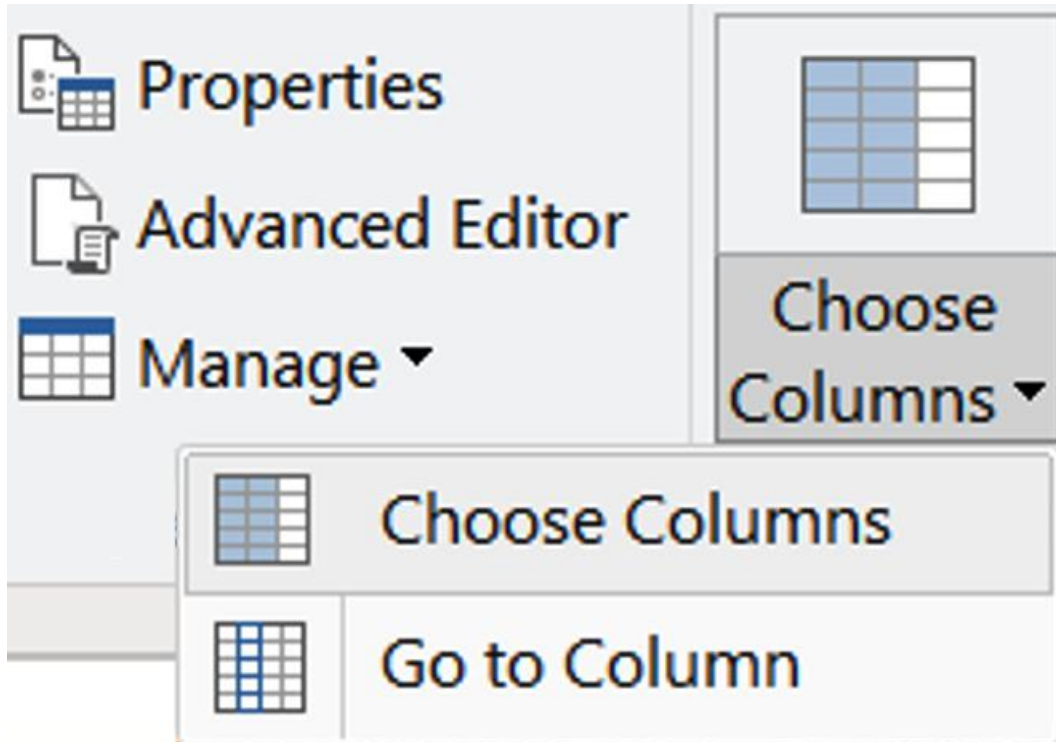 Properties
Advanced Editor
Manage
Choose
Columns
Choose Columns
Go to Column